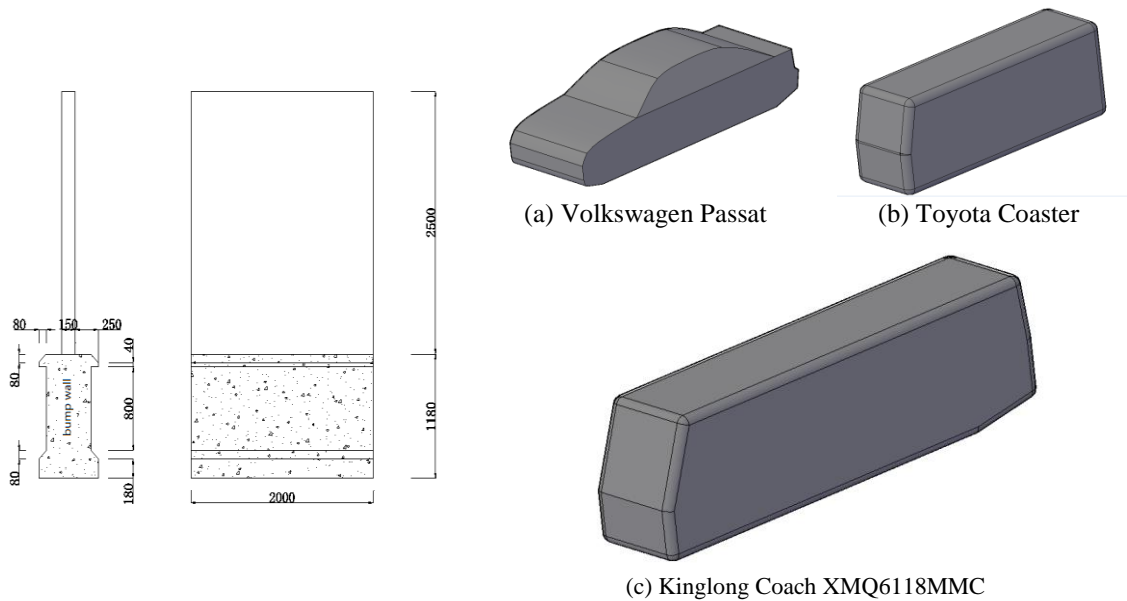 80
150
250
40
80
bump wall
800
80
180
2500
1180
2000
(a) Volkswagen Passat
(b) Toyota Coaster
(c) Kinglong Coach XMQ6118MMC